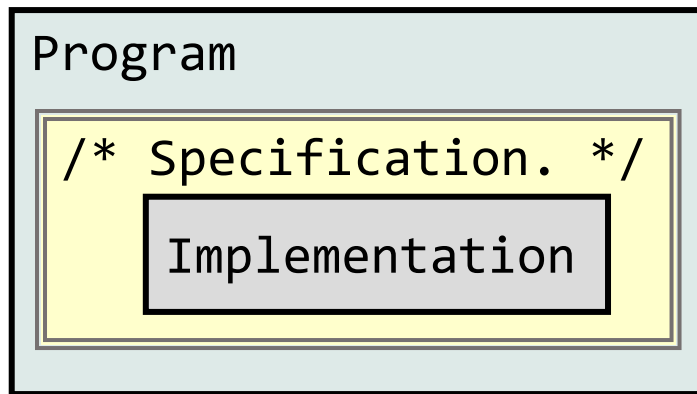 Program
/* Specification. */
Implementation